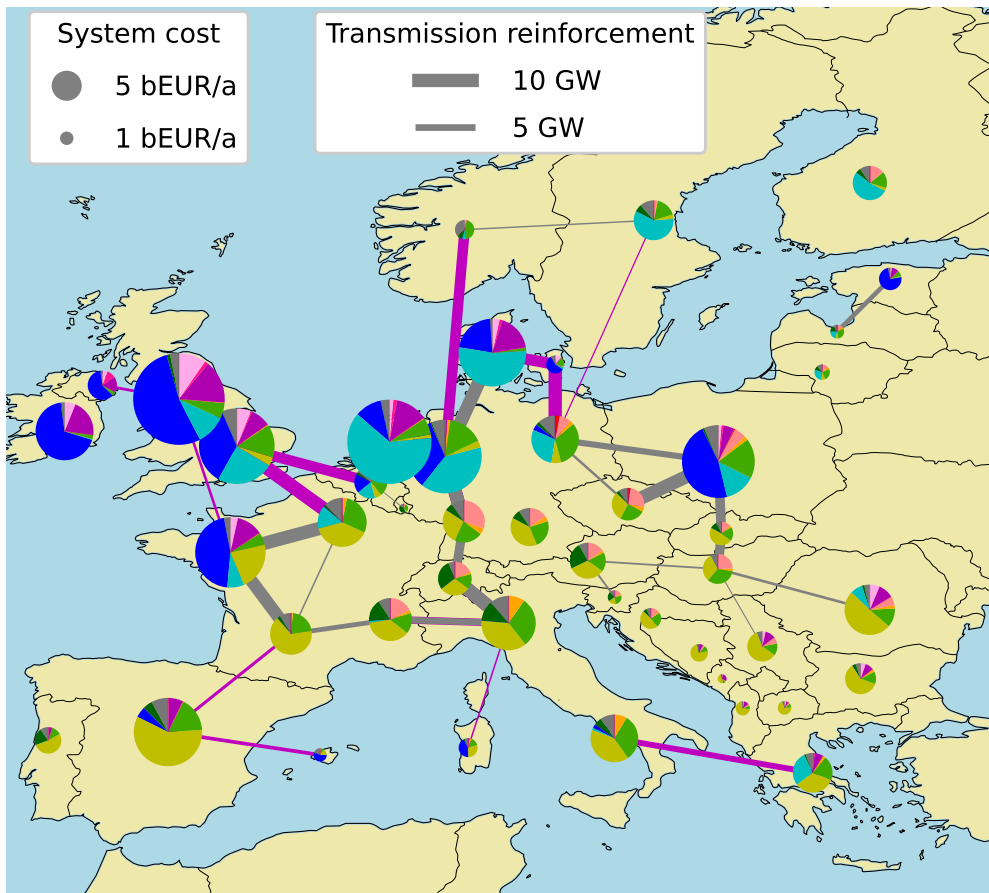 System cost
5 bEUR/a
1 bEUR/a
Transmission reinforcement
10 GW
5 GW